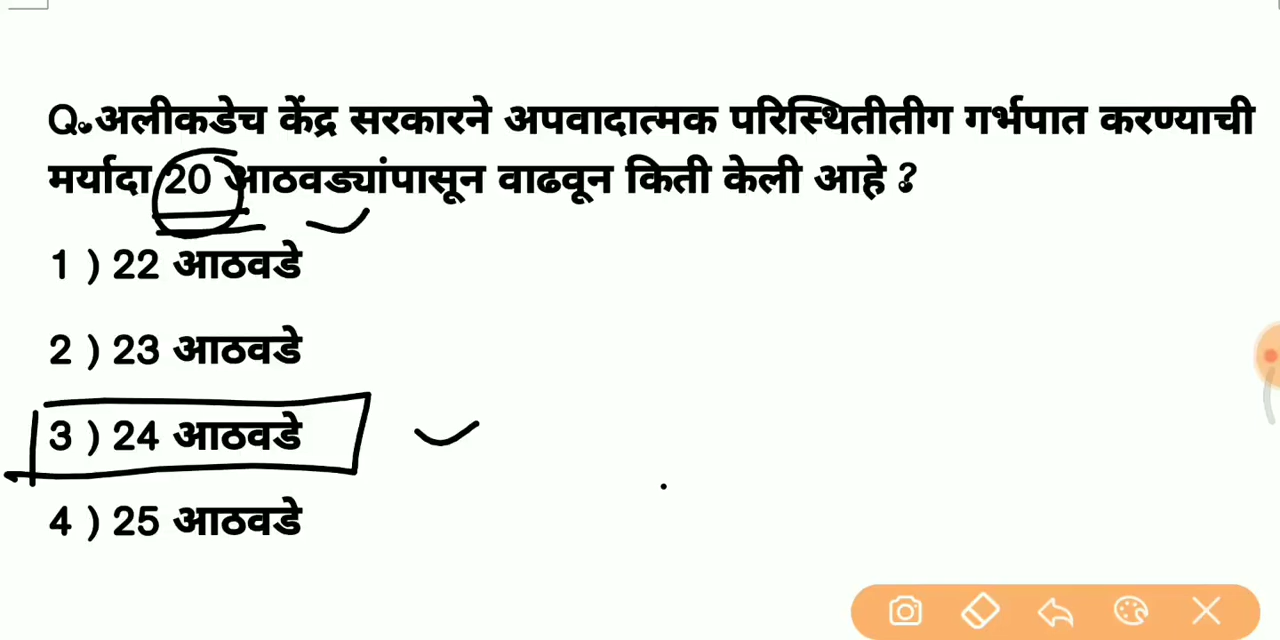 Q.अलीकडेच केंद्र सरकारने अपवादात्मक परिस्थितीतीग गर्भपात करण्याची
मर्यादा 20 आठवड्यांपासून वाढवून किती केली आहे ?
1 ) 22 आठवडे
2 ) 23 आठवडे
3 ) 24 आठवडे
4 ) 25 आठवडे